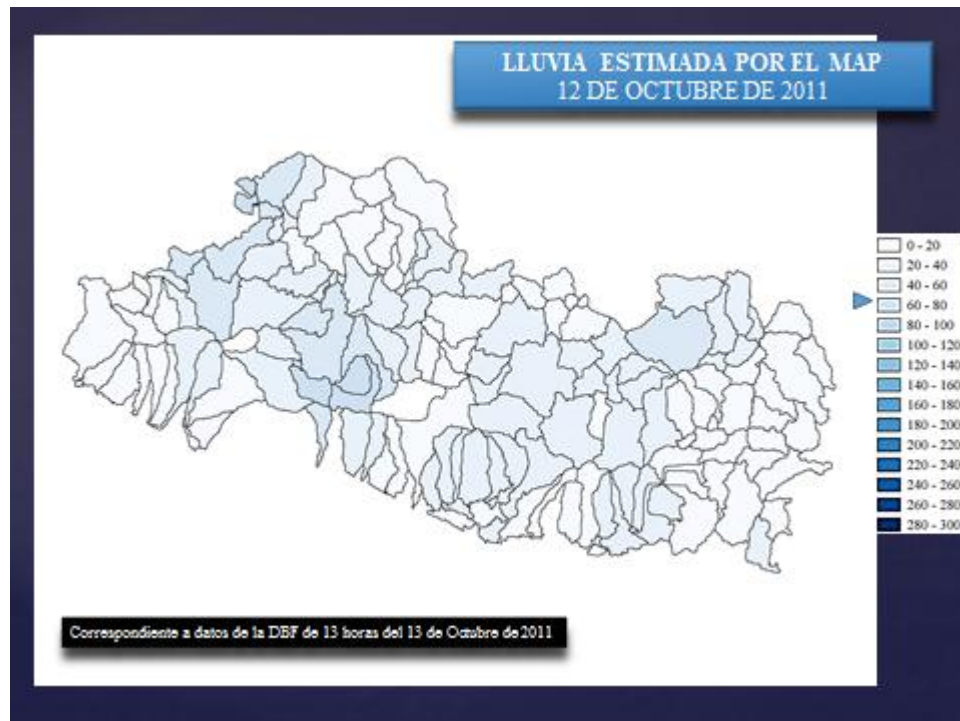 LLUVIA ESTIMADA POR EL MAP
12 DE OCTUBRE DE 2011
0 - 20
20 - 40
40 - 60
60 - 80
80 - 100
100 - 120
120 - 140
140 - 160
160 - 180
180 - 200
200 - 220
220 - 240
240 - 260
260 - 280
280 - 300
Correspondiente a datos de la DBF de 13 horas del 13 de Octubre de 2011